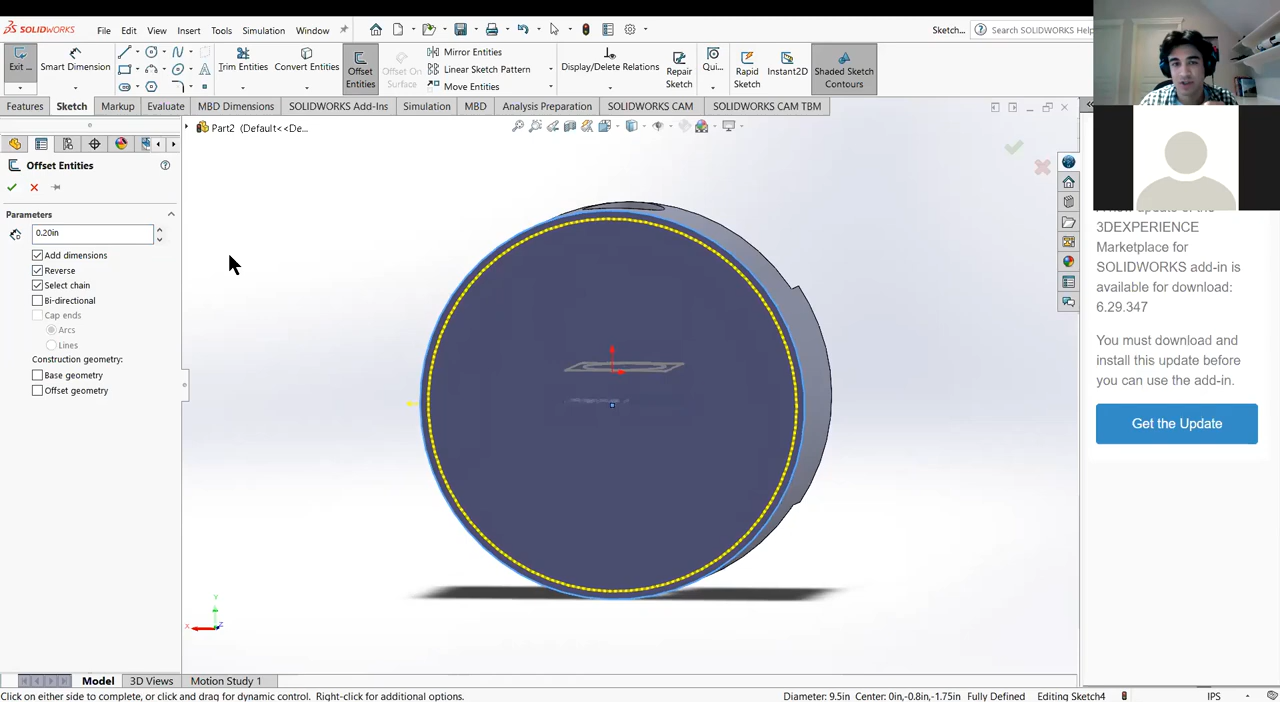 SOLIDWORKS File Edit View Insert Tools Simulation Window Sketch... Search SOLIDWORKS Help
Exit ... Smart Dimension Trim Entities Convert Entities Offset Entities Offset On Surface Mirror Entities Linear Sketch Pattern Move Entities Display/Delete Relations Repair Sketch Qui... Rapid Sketch Instant2D Shaded Sketch Contours
Features Sketch Markup Evaluate MBD Dimensions SOLIDWORKS Add-Ins Simulation MBD Analysis Preparation SOLIDWORKS CAM SOLIDWORKS CAM TBM
Part2 (Default<<De...
Offset Entities
Parameters
0.20in
Add dimensions
Reverse
Select chain
Bi-directional
Cap ends
Arcs
Lines
Construction geometry:
Base geometry
Offset geometry
3DEXPERIENCE
Marketplace for
SOLIDWORKS add-in is
available for download:
6.29.347
You must download and
install this update before
you can use the add-in.
Get the Update
Y
X
Z
Model 3D Views Motion Study 1
Click on either side to complete, or click and drag for dynamic control. Right-click for additional options. Diameter: 9.5in Center: 0in,-0.8in,-1.75in Fully Defined Editing Sketch4 IPS